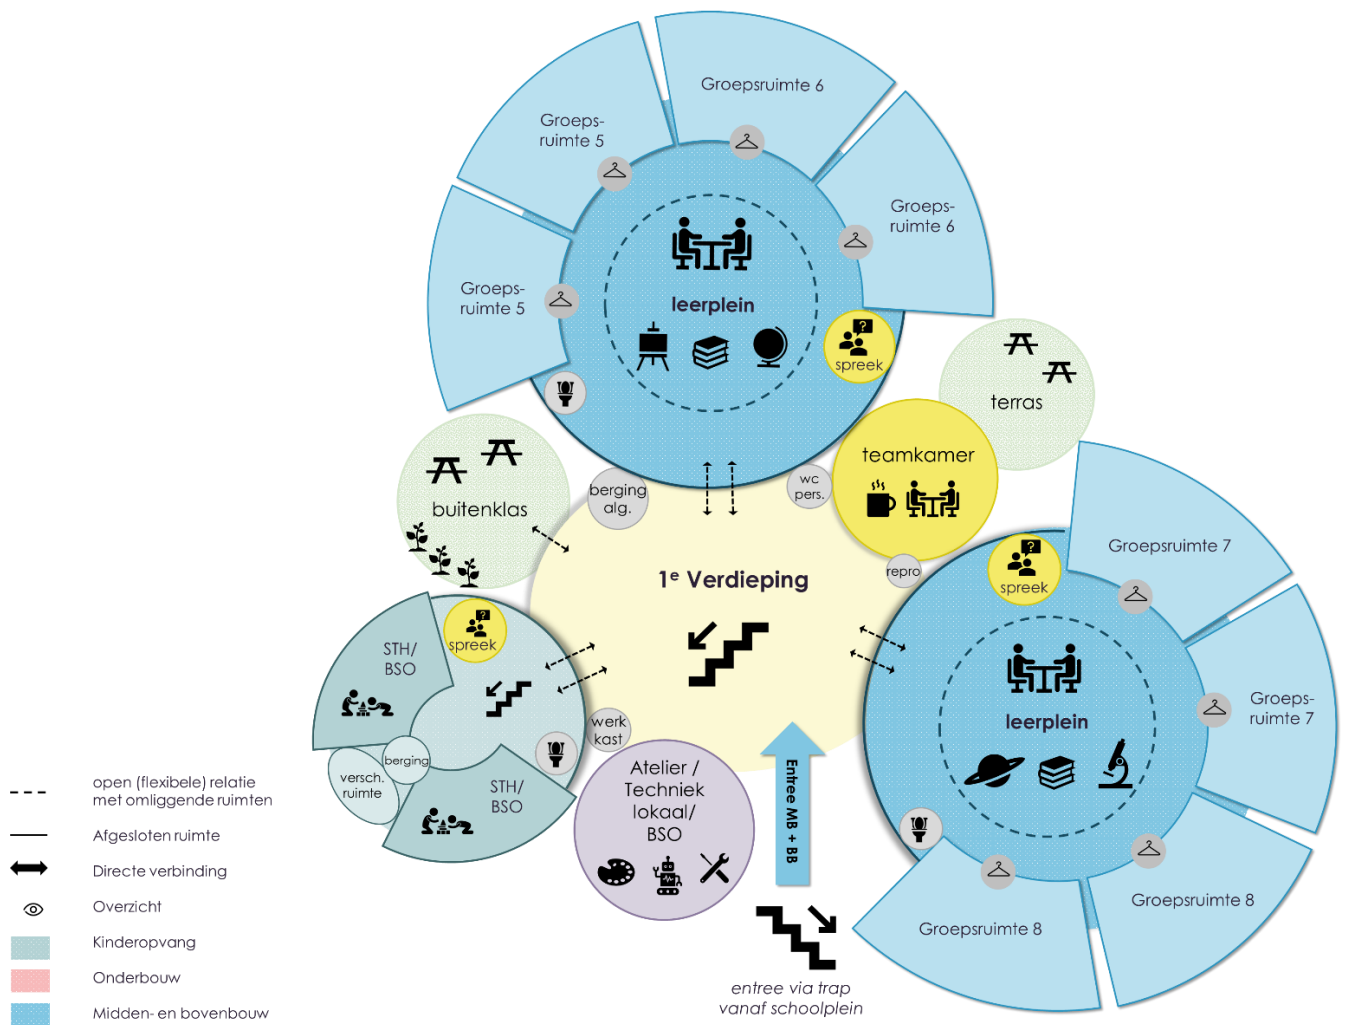 Groepsruimte 6
Groeps-
ruimte 5
Groeps-
ruimte 6
Groeps-
ruimte 5
leerplein
spreek
terras
teamkamer
wc
pers.
berging
alg.
buitenklas
repro
1e Verdieping
spreek
Groepsruimte 7
spreek
STH/
BSO
Groeps-
ruimte 7
leerplein
werk
kast
berging
versch.
ruimte
STH/
BSO
Atelier /
Techniek
lokaal/
BSO
Entree MB + BB
Groepsruimte 8
Groepsruimte 8
entree via trap
vanaf schoolplein
open (flexibele) relatie
met omliggende ruimten
Afgesloten ruimte
Directe verbinding
Overzicht
Kinderopvang
Onderbouw
Midden- en bovenbouw